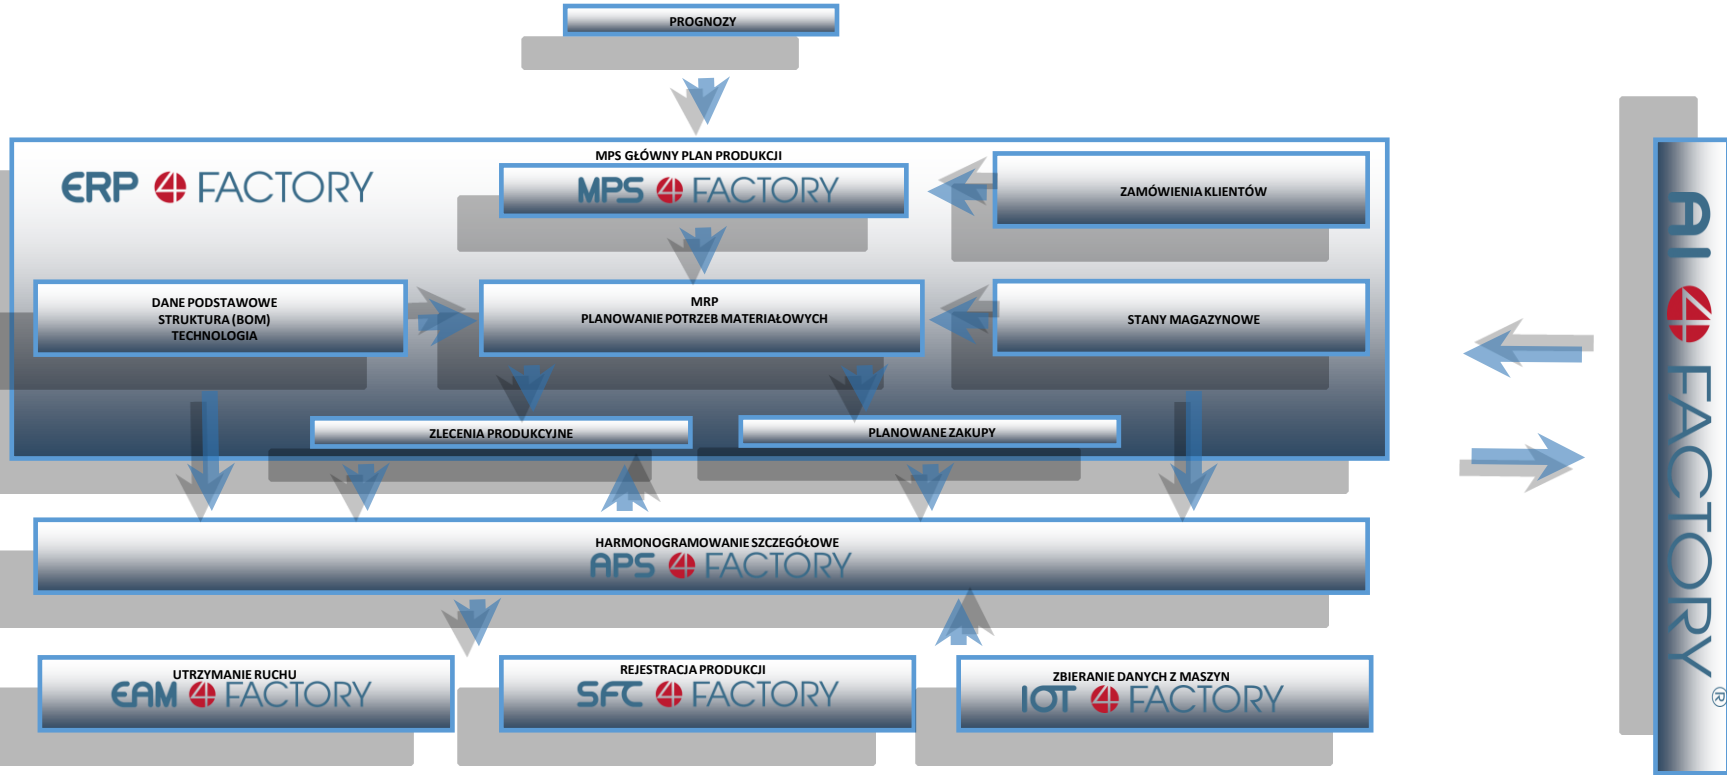 PROGNOZY
MPS GŁÓWNY PLAN PRODUKCJI
ERP 4 FACTORY
MPS 4 FACTORY
ZAMÓWIENIA KLIENTÓW
DANE PODSTAWOWE
STRUKTURA (BOM)
TECHNOLOGIA
MRP
PLANOWANIE POTRZEB MATERIAŁOWYCH
STANY MAGAZYNOWE
ZLECENIA PRODUKCYJNE
PLANOWANE ZAKUPY
HARMONOGRAMOWANIE SZCZEGÓŁOWE
APS 4 FACTORY
UTRZYMANIE RUCHU
EAM 4 FACTORY
REJESTRACJA PRODUKCJI
SFC 4 FACTORY
ZBIERANIE DANYCH Z MASZYN
IOT 4 FACTORY
AI 4 FACTORY ®